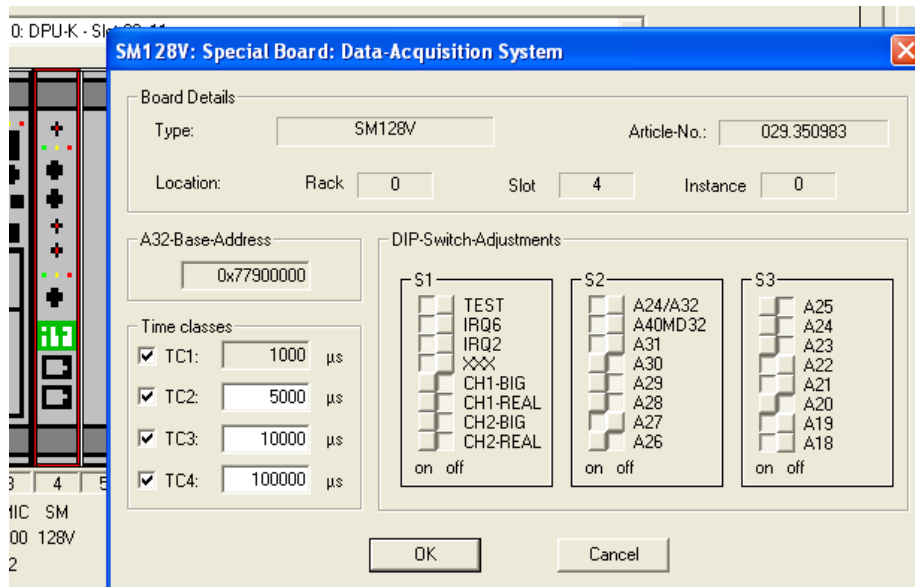 0: DPU-K - Slot
SM128V: Special Board: Data-Acquisition System
Board Details
Type: SM128V Article-No.: 029.350983
Location: Rack 0 Slot 4 Instance 0
A32-Base-Address
0x77900000
Time classes
TC1: 1000 µs
TC2: 5000 µs
TC3: 10000 µs
TC4: 100000 µs
DIP-Switch-Adjustments
S1
TEST
IRQ6
IRQ2
XXX
CH1-BIG
CH1-REAL
CH2-BIG
CH2-REAL
on off
S2
A24/A32
A40MD32
A31
A30
A29
A28
A27
A26
on off
S3
A25
A24
A23
A22
A21
A20
A19
A18
on off
OK Cancel
3 4 5
MIC SM
00 128V
2